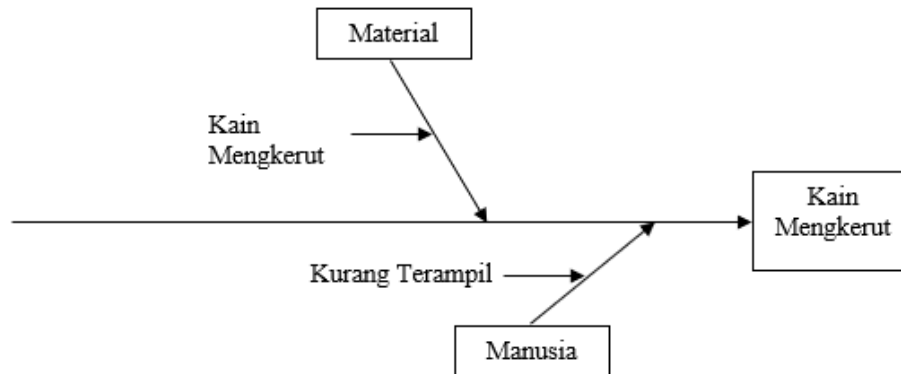 Material
Kain
Mengkerut
Kain
Mengkerut
Kurang Terampil
Manusia